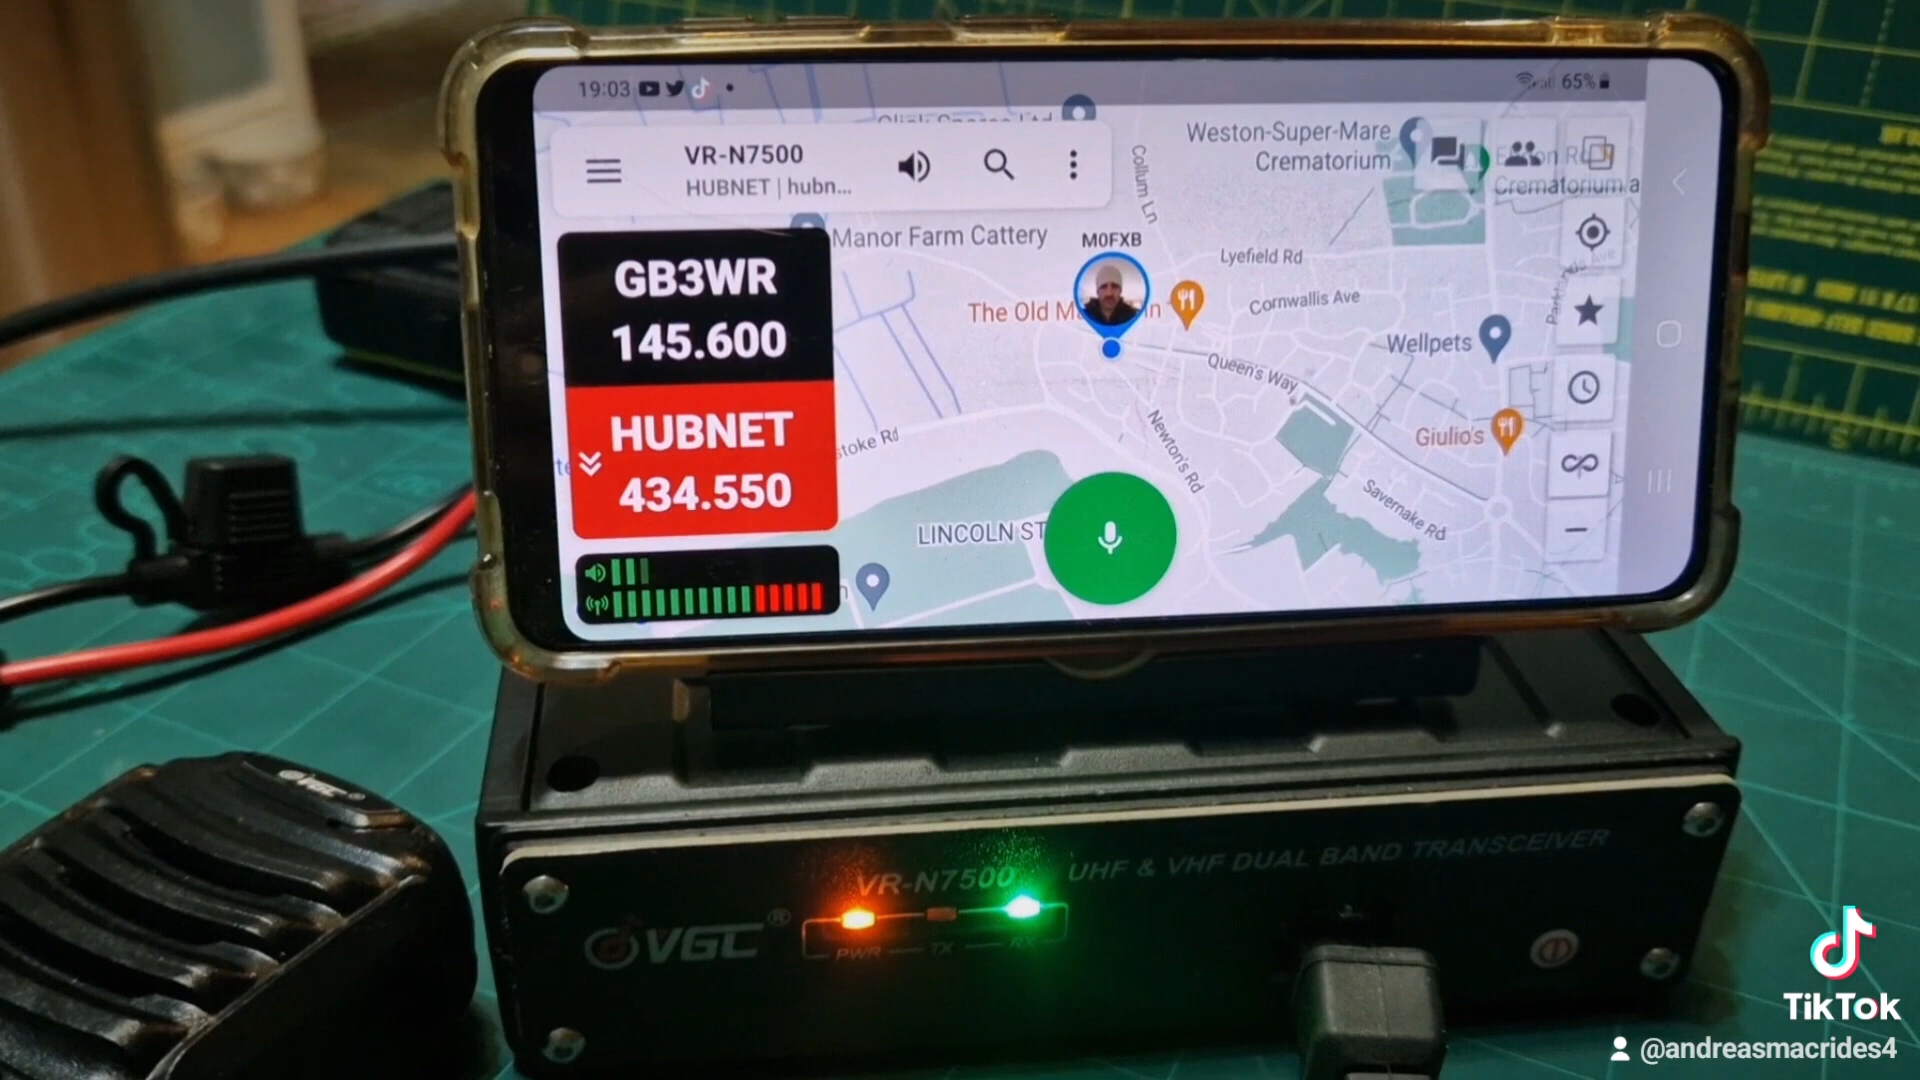 19:03
65%
VR-N7500
HUBNET | hubn...
Weston-Super-Mare
Crematorium
Crematorium a
Collum Ln
Manor Farm Cattery
M0FXB
Lyefield Rd
GB3WR
145.600
The Old M
Cornwallis Ave
Wellpets
Queen's Way
HUBNET
434.550
stoke Rd
Newton's Rd
Giulio's
Savernake Rd
LINCOLN ST
VGC
VR-N7500
UHF & VHF DUAL BAND TRANSCEIVER
VGC®
PWR
TX
RX
TikTok
@andreasmacrides4